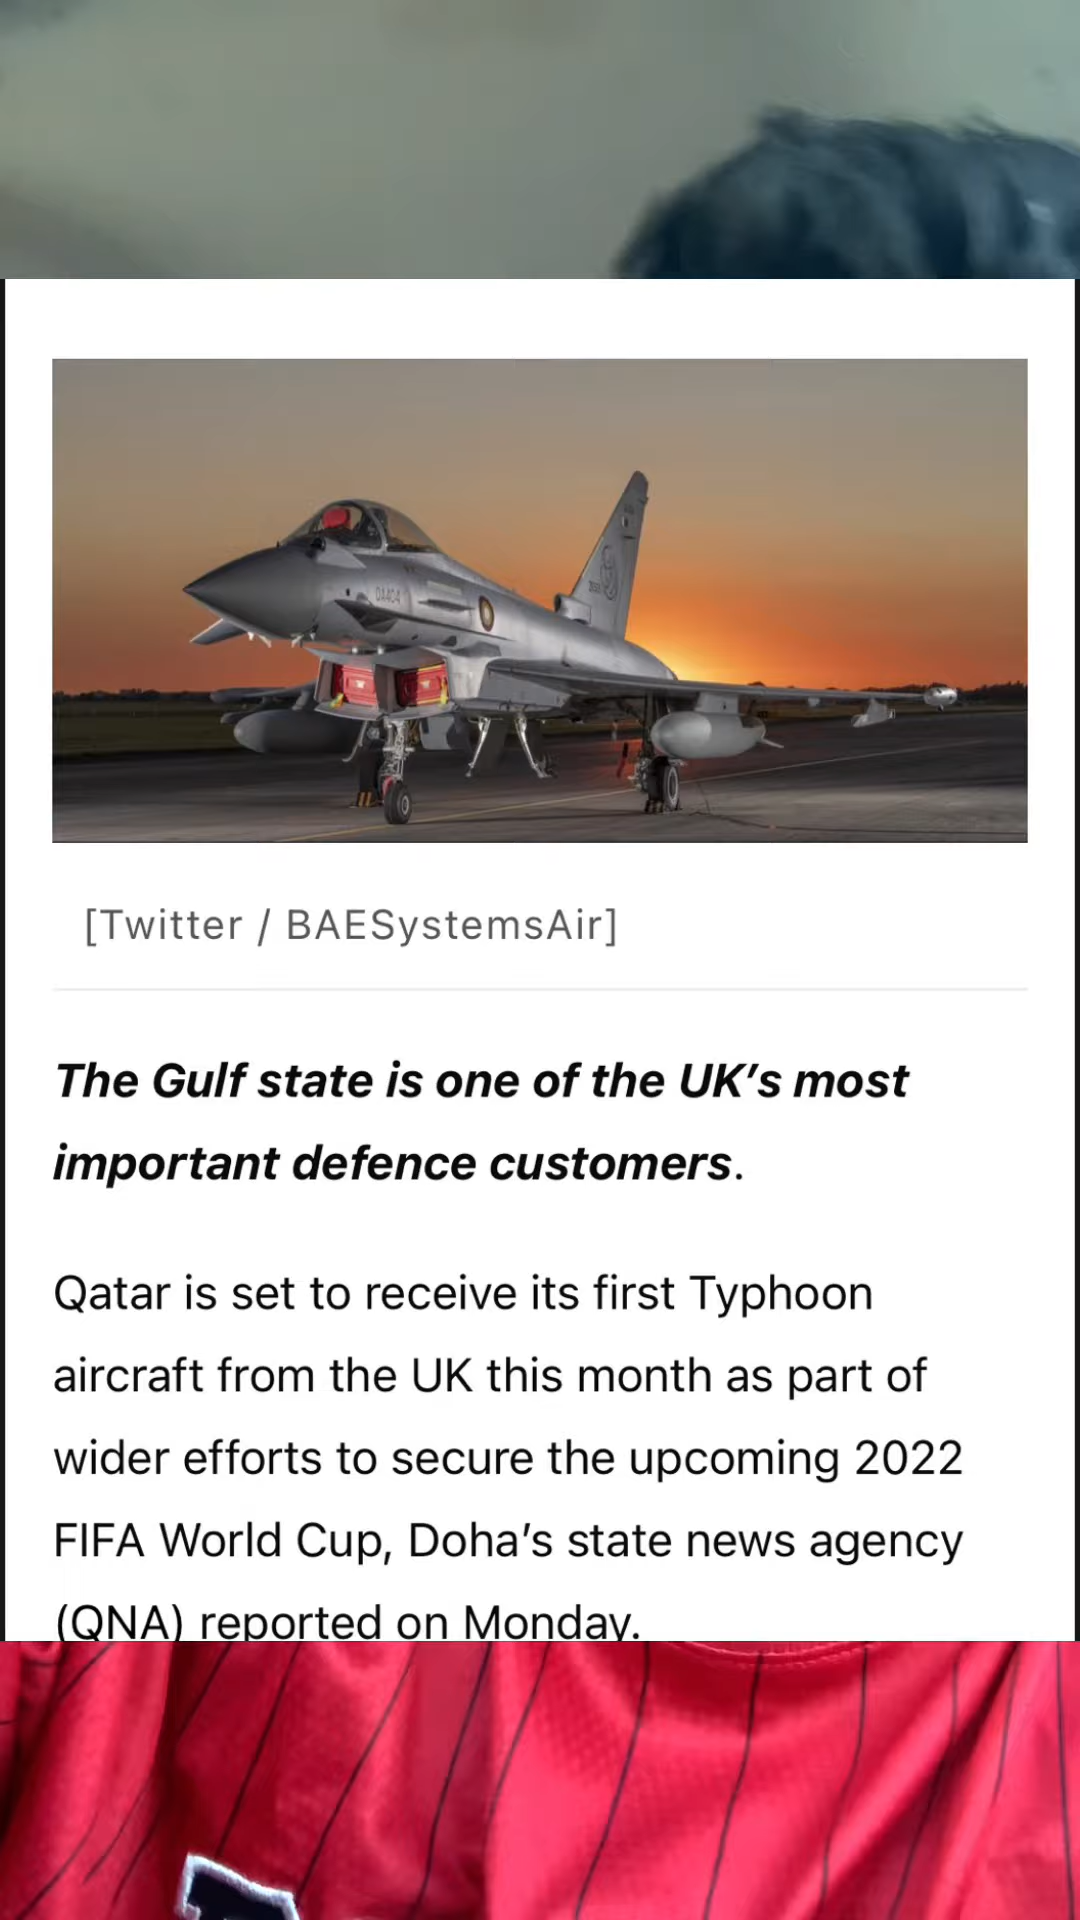 [Twitter / BAESystemsAir]
The Gulf state is one of the UK’s most
important defence customers.
Qatar is set to receive its first Typhoon
aircraft from the UK this month as part of
wider efforts to secure the upcoming 2022
FIFA World Cup, Doha’s state news agency
(QNA) reported on Monday.